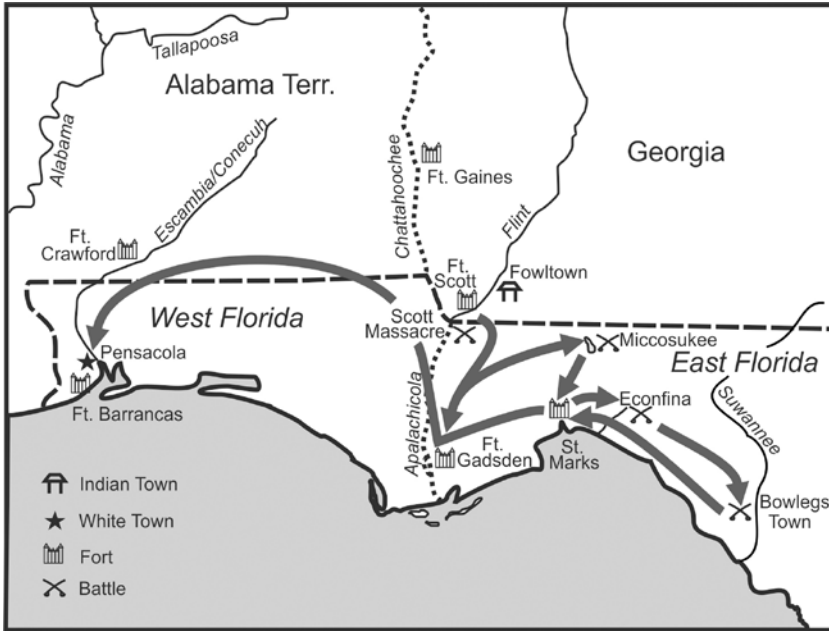 Tallapoosa
Alabama Terr.
Alabama
Escambia/Conecuh
Chattahoochee
Georgia
Ft. Gaines
Flint
Ft.
Crawford
Ft.
Scott
Fowltown
West Florida
Scott
Massacre
Miccosukee
East Florida
Pensacola
Econfina
Suwannee
Ft. Barrancas
Apalachicola
Ft.
Gadsden
St.
Marks
Bowlegs
Town
Indian Town
White Town
Fort
Battle